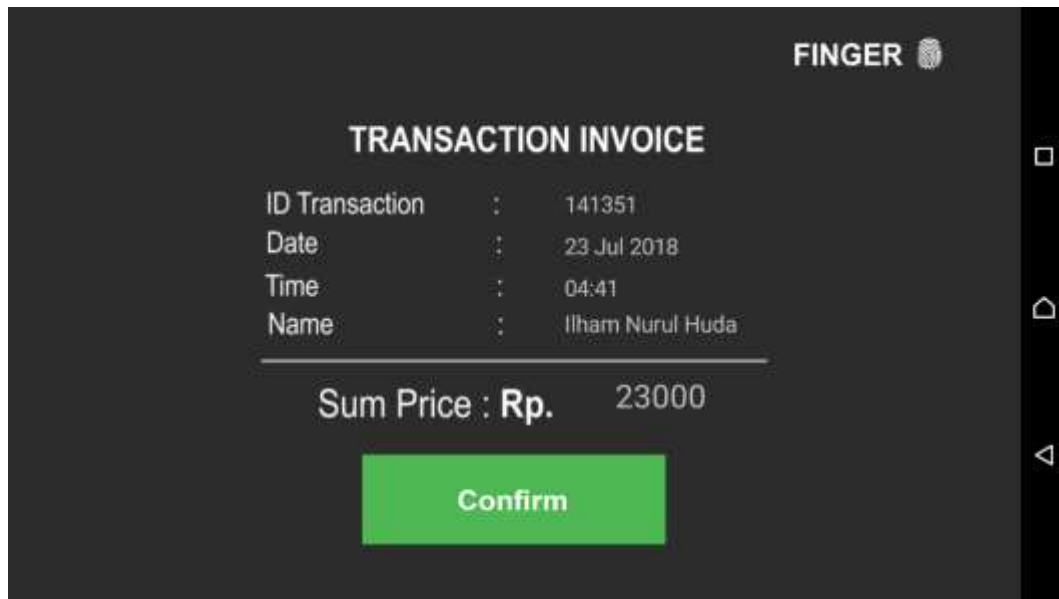 FINGER
TRANSACTION INVOICE
ID Transaction : 141351
Date : 23 Jul 2018
Time : 04:41
Name : Ilham Nurul Huda
Sum Price : Rp. 23000
Confirm